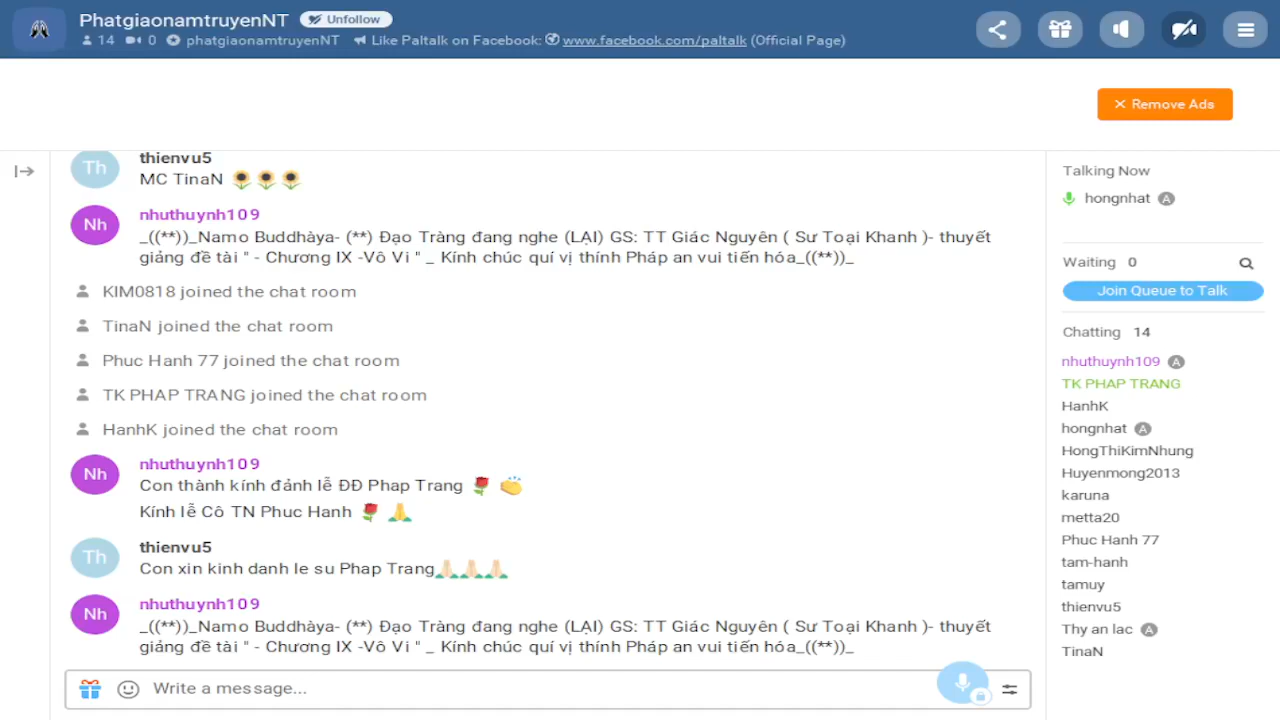 PhatgiaonamtruyenNT Unfollow
14 0 phatgiaonamtruyenNT Like Paltalk on Facebook: www.facebook.com/paltalk (Official Page)
Remove Ads
Th
thienvu5
MC TinaN 🌻🌻🌻
Nh
nhuthuynh109
_((**))_Namo Buddhàya- (**) Đạo Tràng đang nghe (LẠI) GS: TT Giác Nguyên ( Sư Toại Khanh )- thuyết
giảng đề tài " - Chương IX -Vô Vi " _ Kính chúc quí vị thính Pháp an vui tiến hóa_((**))_
KIM0818 joined the chat room
TinaN joined the chat room
Phuc Hanh 77 joined the chat room
TK PHAP TRANG joined the chat room
HanhK joined the chat room
Nh
nhuthuynh109
Con thành kính đảnh lễ ĐĐ Phap Trang 🌹 👏
Kính lễ Cô TN Phuc Hanh 🌹 🙏
Th
thienvu5
Con xin kinh danh le su Phap Trang🙏🏻🙏🏻🙏🏻
Nh
nhuthuynh109
_((**))_Namo Buddhàya- (**) Đạo Tràng đang nghe (LẠI) GS: TT Giác Nguyên ( Sư Toại Khanh )- thuyết
giảng đề tài " - Chương IX -Vô Vi " _ Kính chúc quí vị thính Pháp an vui tiến hóa_((**))_
Write a message...
Talking Now
hongnhat A
Waiting 0
Join Queue to Talk
Chatting 14
nhuthuynh109 A
TK PHAP TRANG
HanhK
hongnhat A
HongThiKimNhung
Huyenmong2013
karuna
metta20
Phuc Hanh 77
tam-hanh
tamuy
thienvu5
Thy an lac A
TinaN